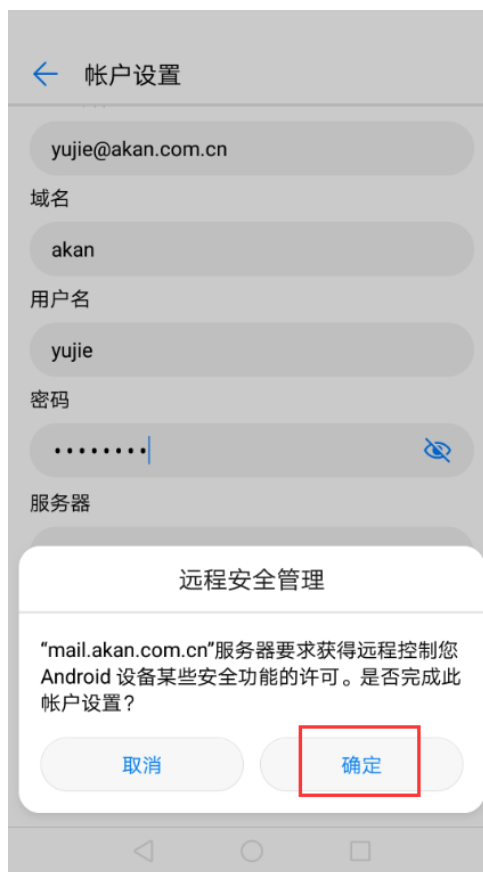 帐户设置
yujie@akan.com.cn
域名
akan
用户名
yujie
密码
••••••••
服务器
远程安全管理
“mail.akan.com.cn”服务器要求获得远程控制您
Android 设备某些安全功能的许可。是否完成此
帐户设置？
取消
确定